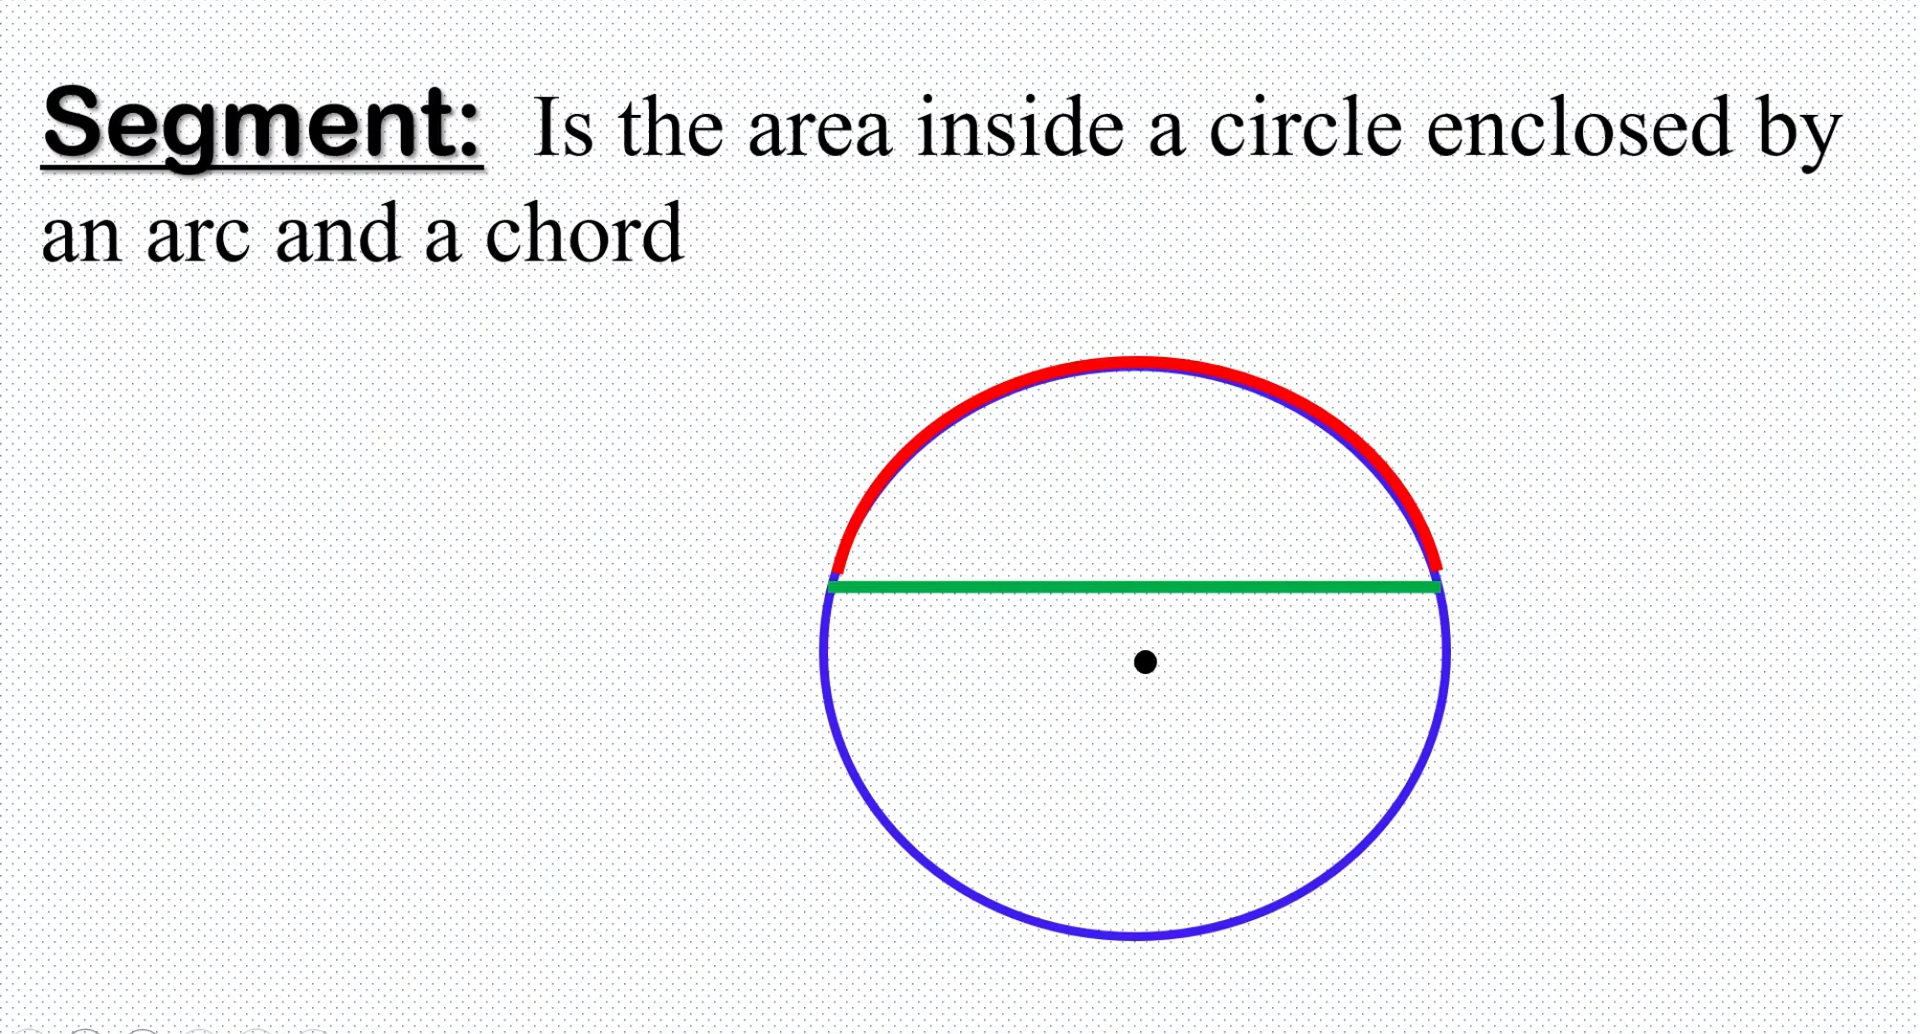 Segment: Is the area inside a circle enclosed by
an arc and a chord